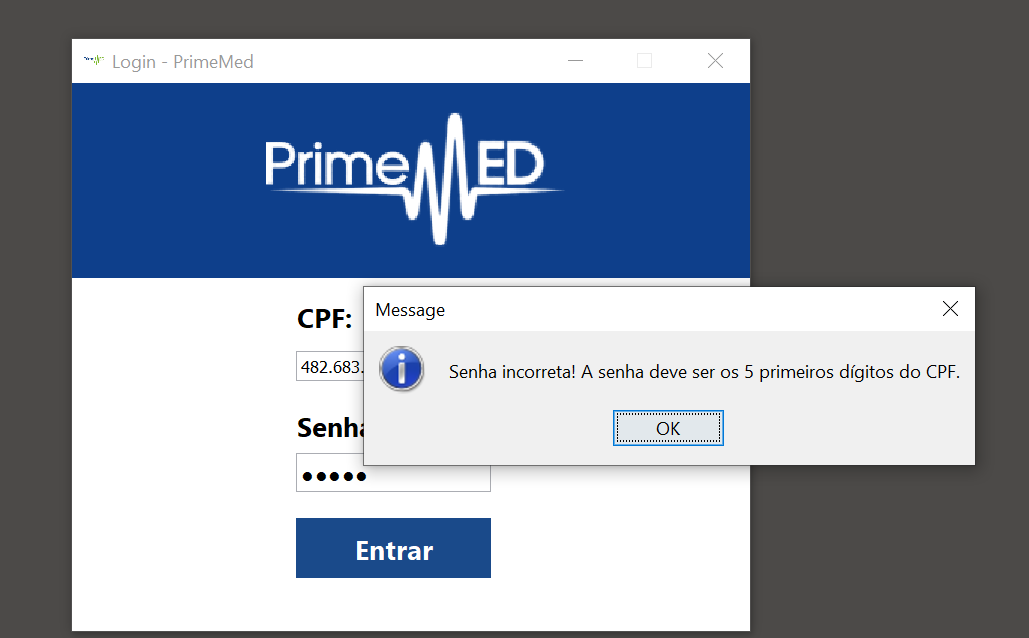 Login - PrimeMed
PrimeMED
CPF:
482.683.
Message
Senha incorreta! A senha deve ser os 5 primeiros dígitos do CPF.
OK
Senha
Entrar